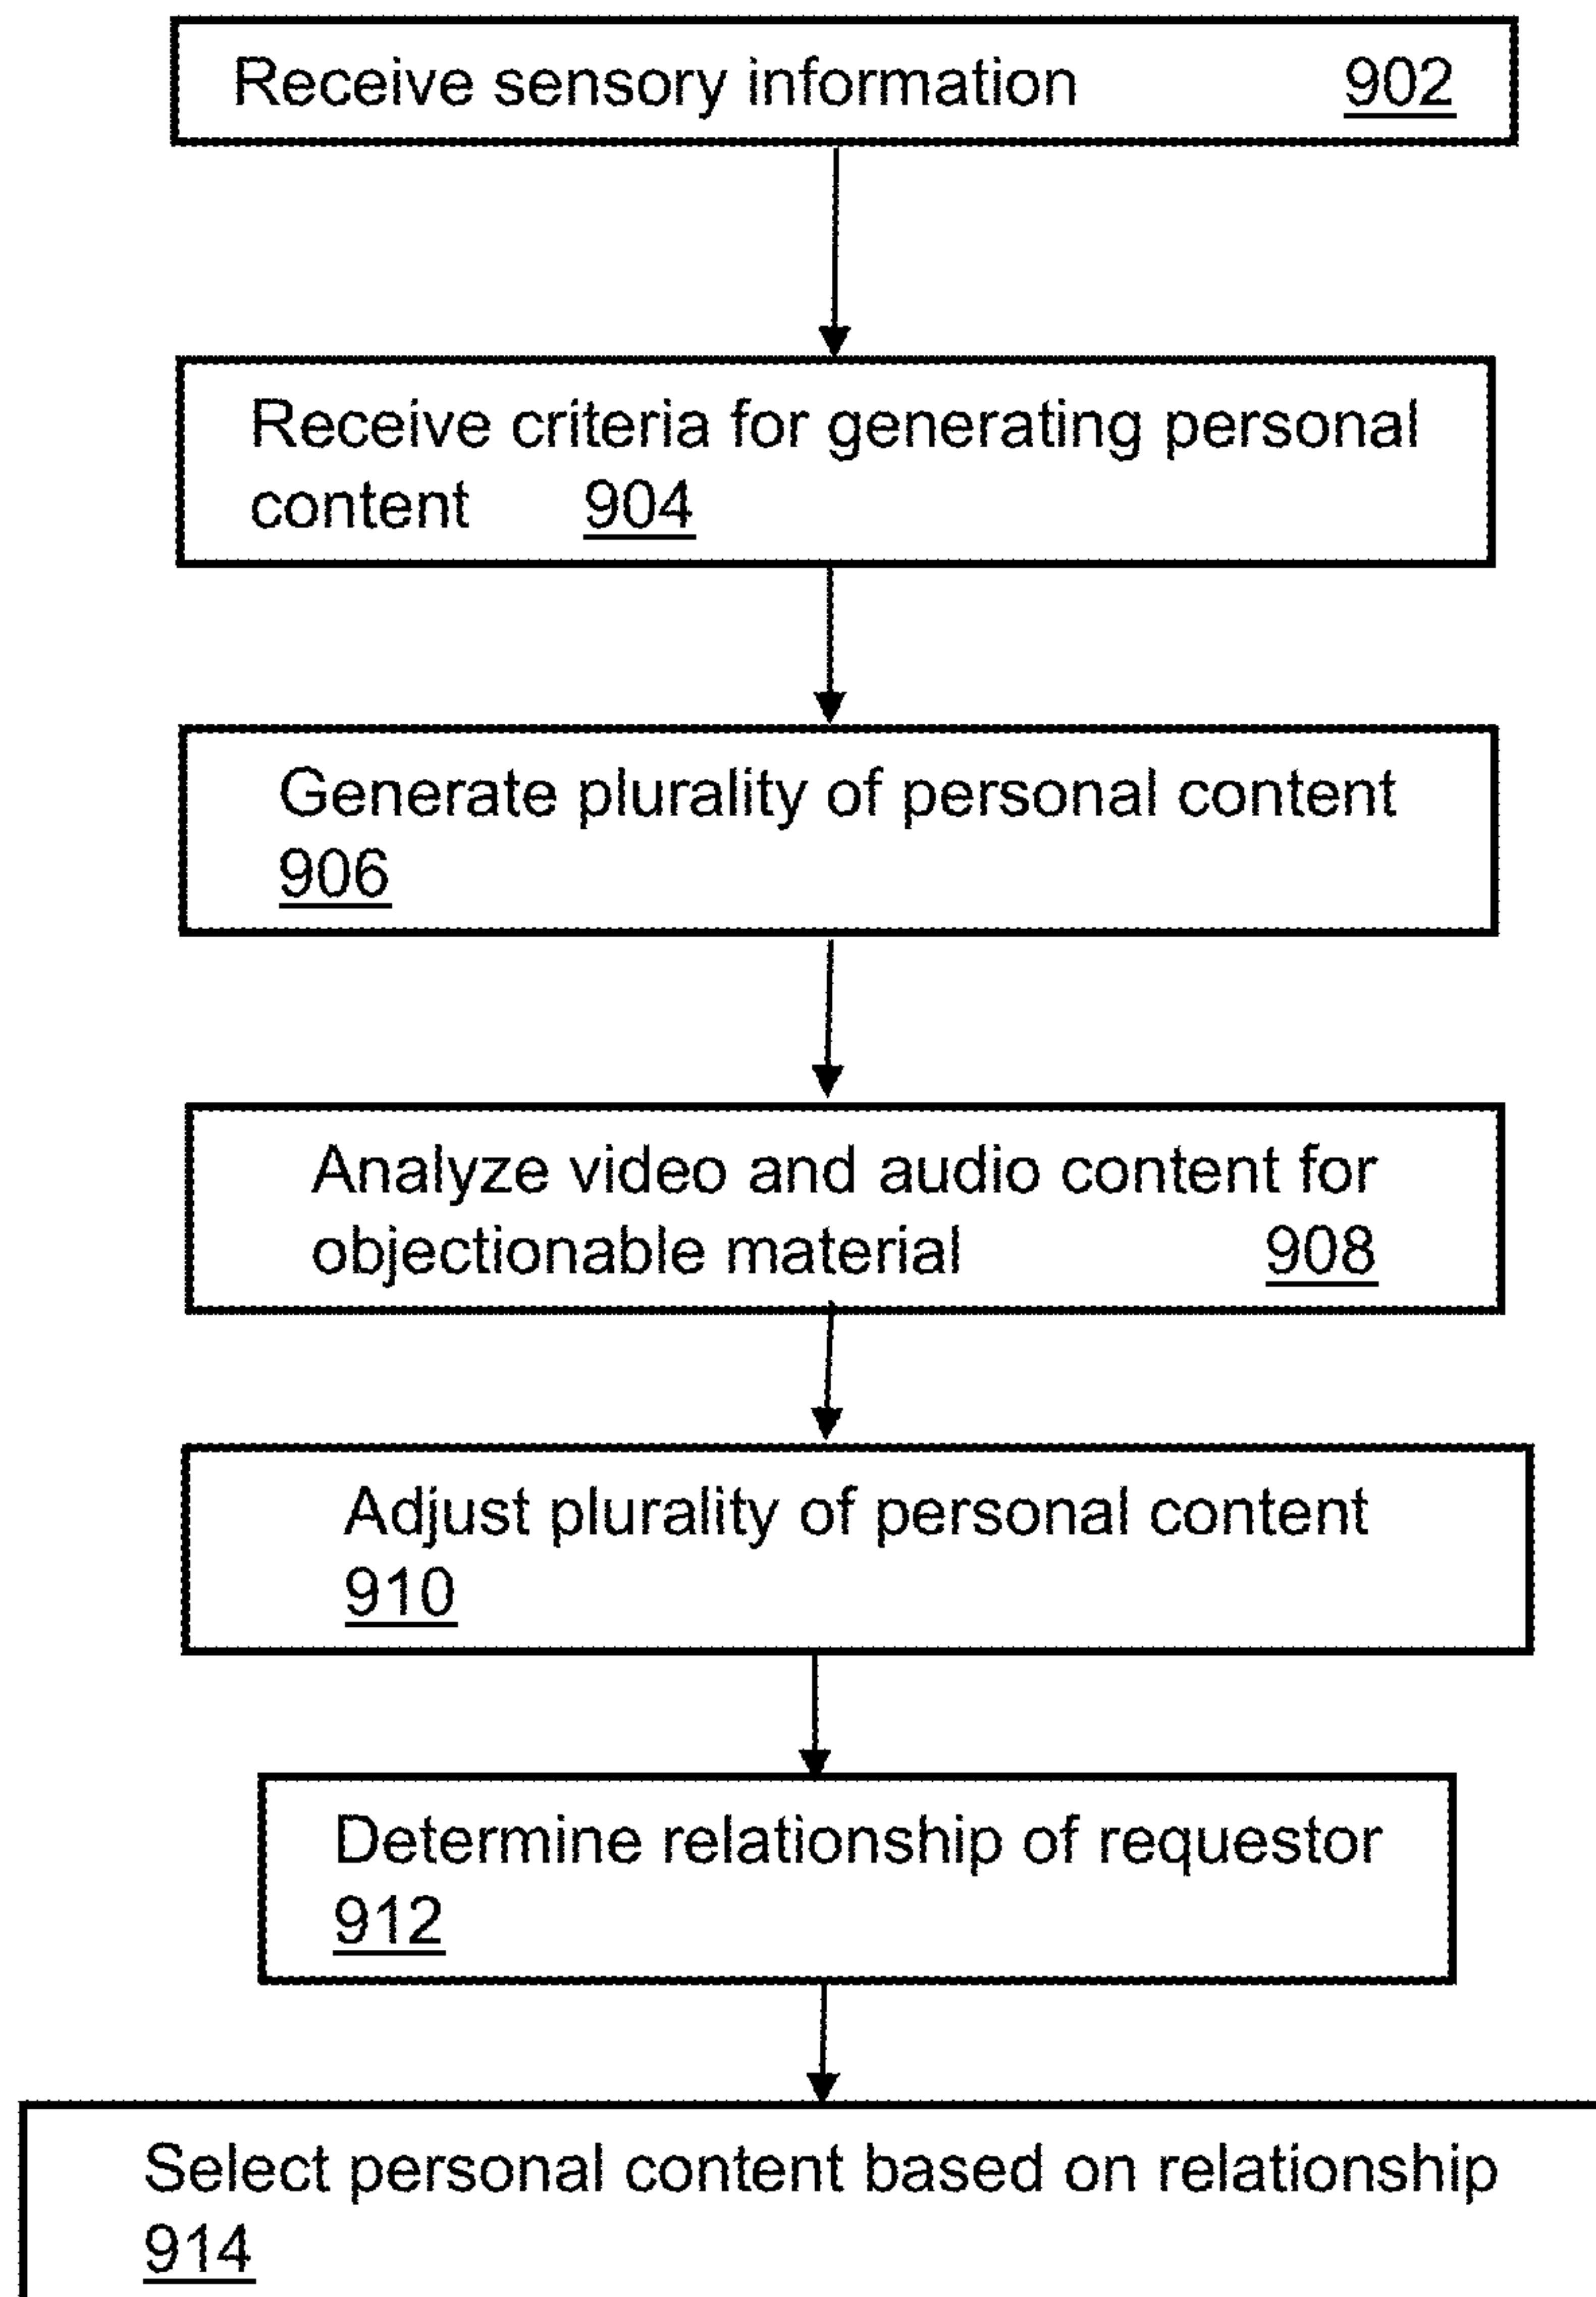 Receive sensory information 902
Receive criteria for generating personal
content 904
Generate plurality of personal content
906
Analyze video and audio content for
objectionable material 908
Adjust plurality of personal content
910
Determine relationship of requestor
912
Select personal content based on relationship
914